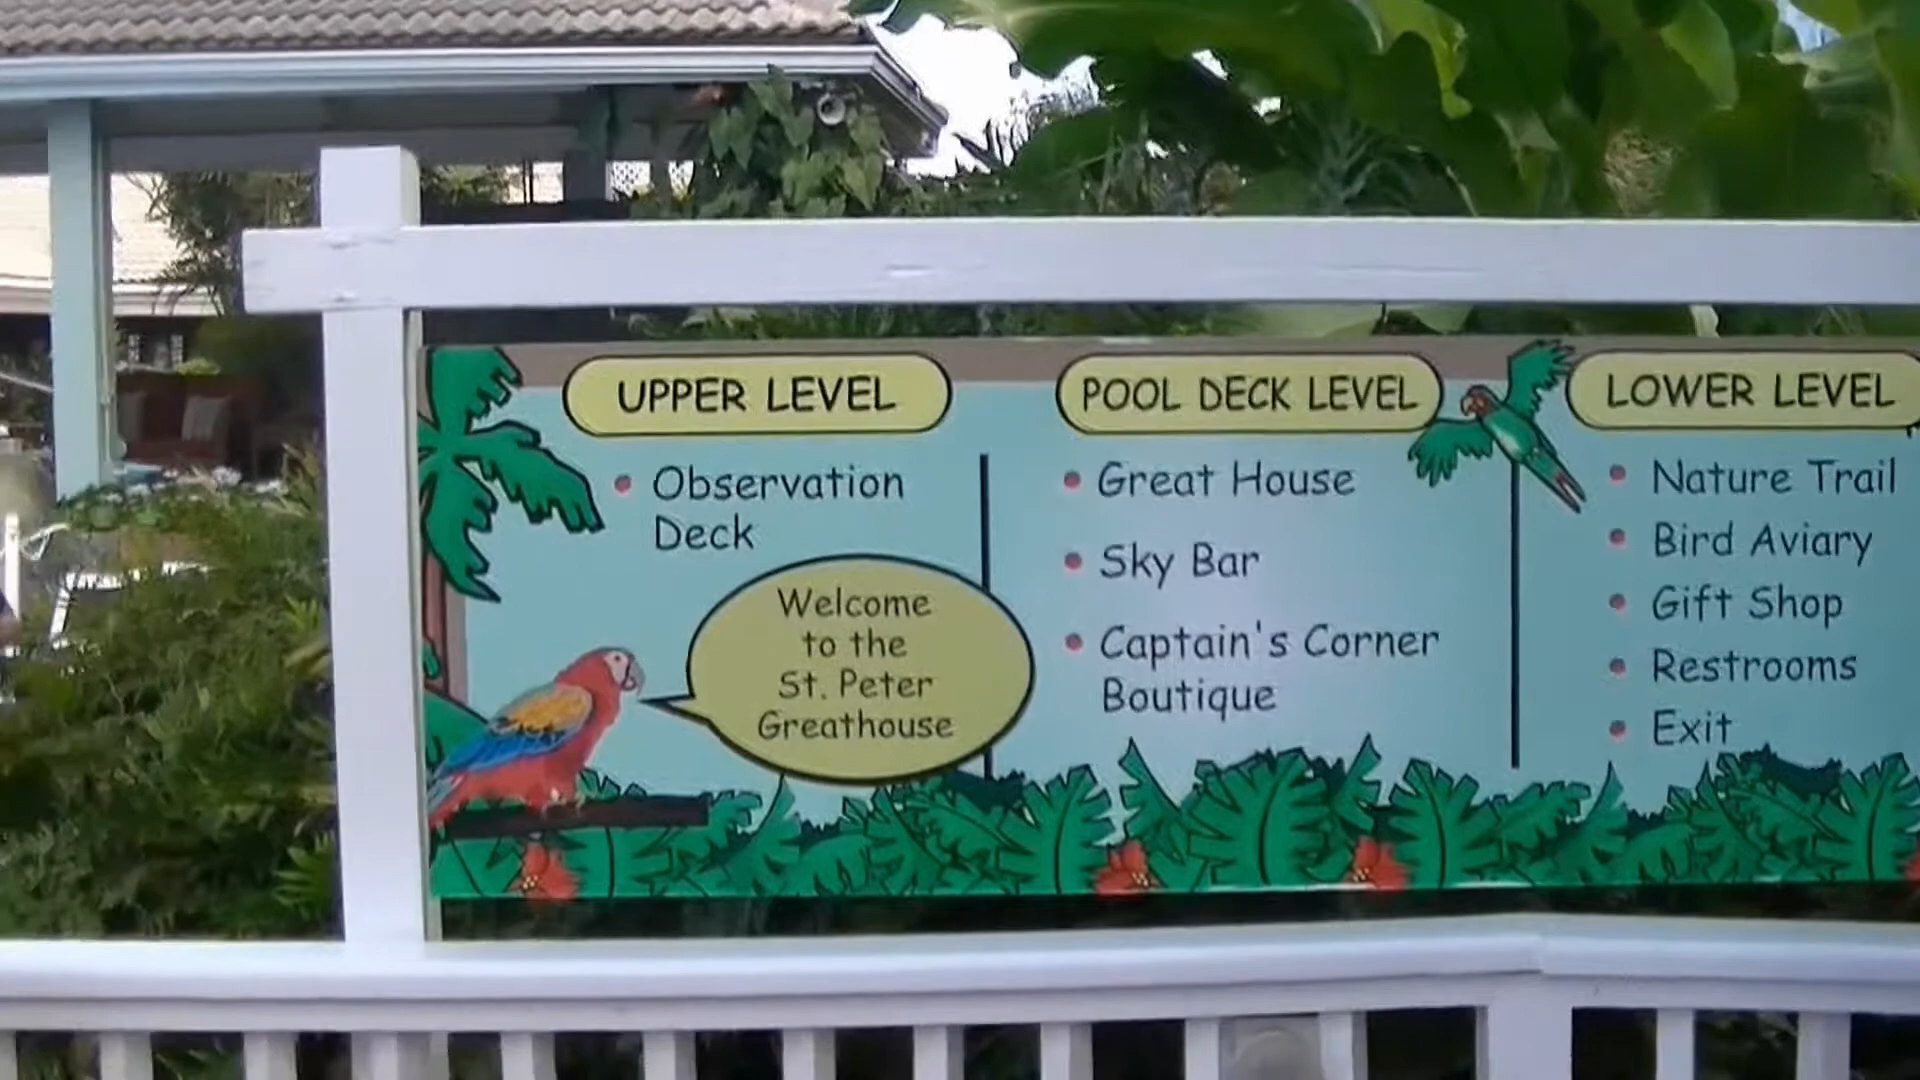 UPPER LEVEL
Observation
Deck
Welcome
to the
St. Peter
Greathouse
POOL DECK LEVEL
Great House
Sky Bar
Captain's Corner
Boutique
LOWER LEVEL
Nature Trail
Bird Aviary
Gift Shop
Restrooms
Exit